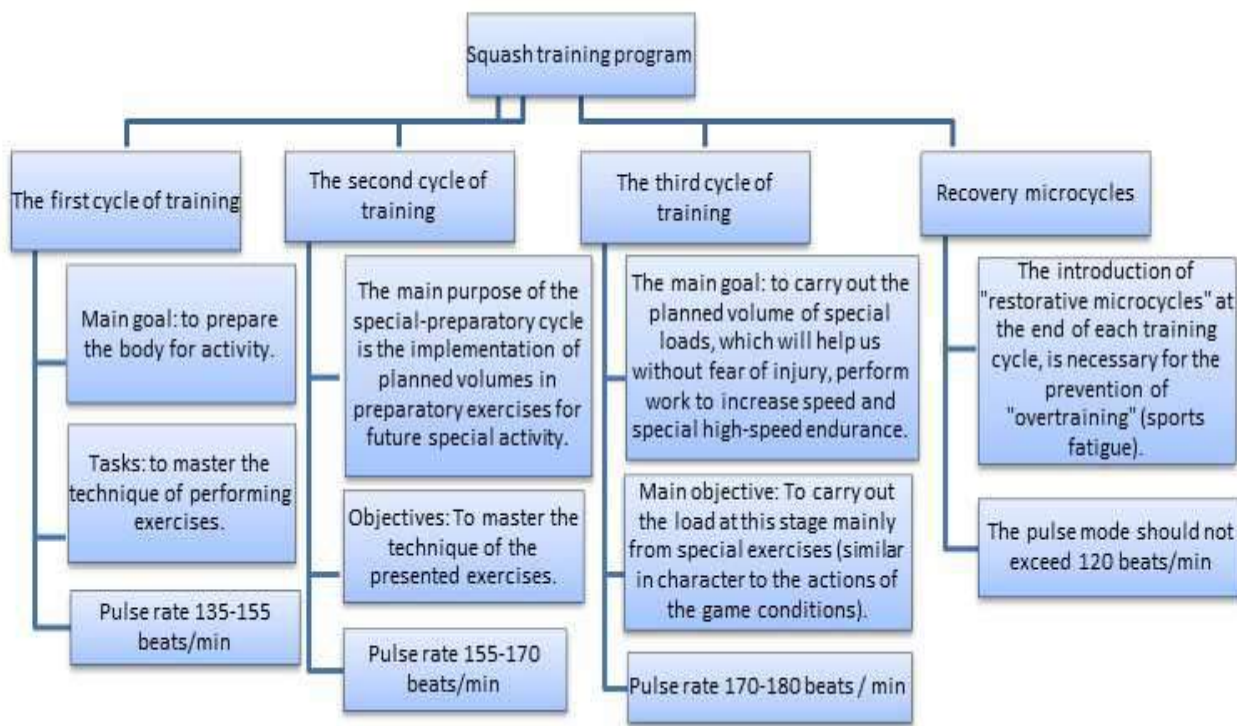 Squash training program
The first cycle of training
The second cycle of
training
The third cycle of
training
Recovery microcycles
Main goal: to prepare
the body for activity.
Tasks: to master the
technique of performing
exercises.
Pulse rate 135-155
beats/min
The main purpose of the
special-preparatory cycle
is the implementation of
planned volumes in
preparatory exercises for
future special activity.
Objectives: To master the
technique of the
presented exercises.
Pulse rate 155-170
beats/min
The main goal: to carry out the
planned volume of special
loads, which will help us
without fear of injury, perform
work to increase speed and
special high-speed endurance.
Main objective: To carry out
the load at this stage mainly
from special exercises (similar
in character to the actions of
the game conditions).
Pulse rate 170-180 beats / min
The introduction of
"restorative microcycles" at
the end of each training
cycle, is necessary for the
prevention of
"overtraining" (sports
fatigue).
The pulse mode should not
exceed 120 beats/min